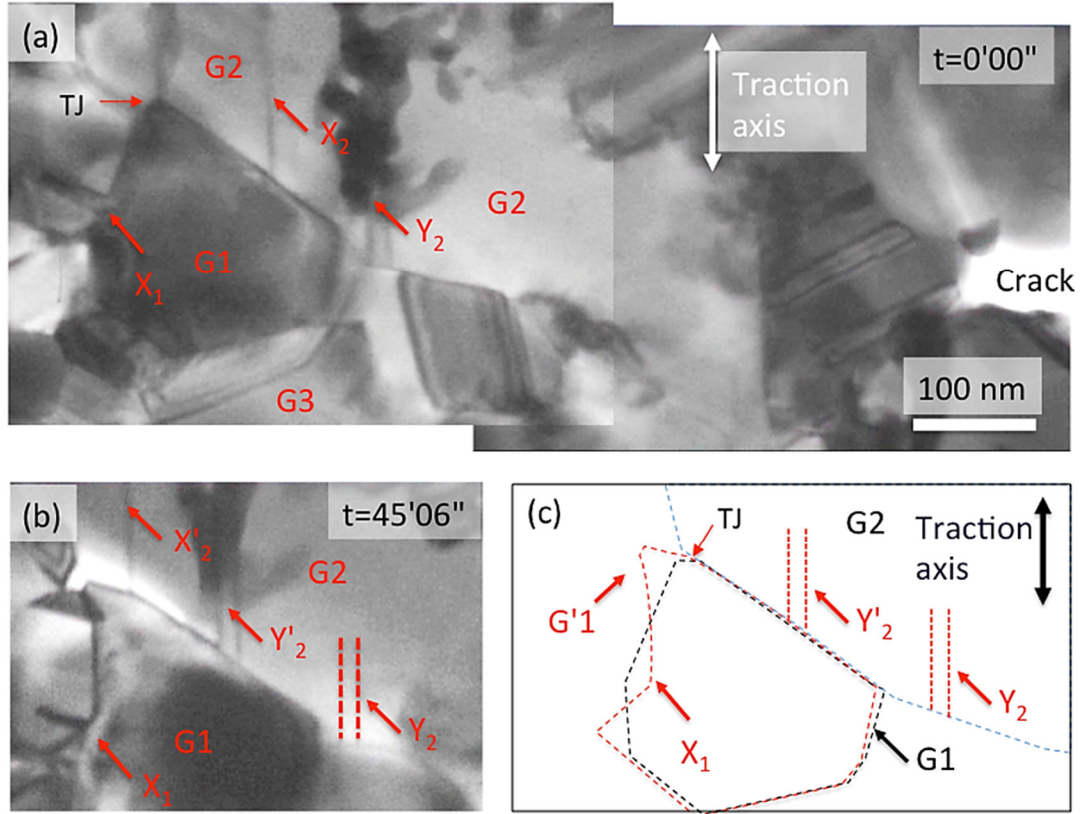 (a)
G2
TJ
X2
G2
Y2
G1
X1
G3
Traction
axis
t=0'00"
Crack
100 nm
(b)
t=45'06"
X'2
G2
Y'2
Y2
G1
X1
(c)
TJ
G2
Traction
axis
G'1
Y'2
Y2
X1
G1